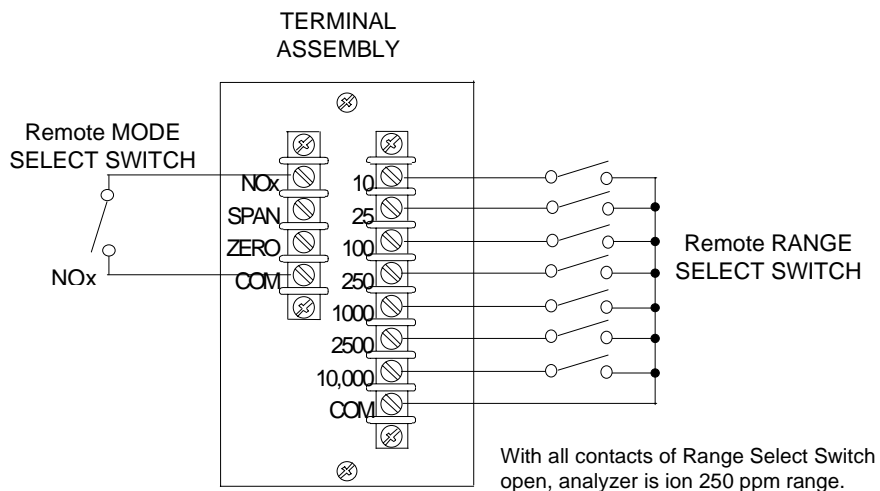 TERMINAL
ASSEMBLY
Remote MODE
SELECT SWITCH
NOx
NOx
SPAN
ZERO
COM
10
25
100
250
1000
2500
10,000
COM
Remote RANGE
SELECT SWITCH
With all contacts of Range Select Switch
open, analyzer is ion 250 ppm range.